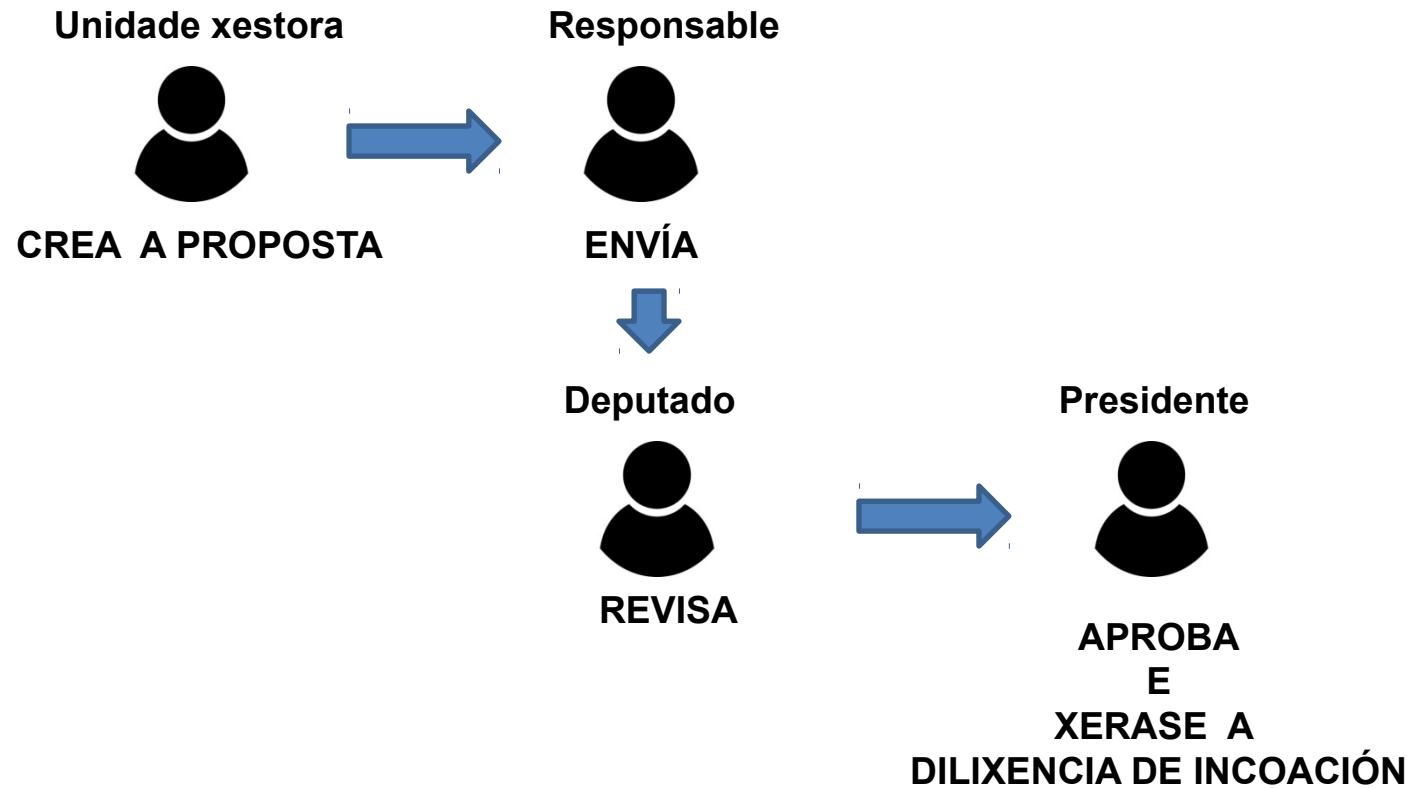 Unidade xestora
Responsable
CREA A PROPOSTA
ENVÍA
Deputado
Presidente
REVISA
APROBA
E
XERASE A
DILIXENCIA DE INCOACIÓN